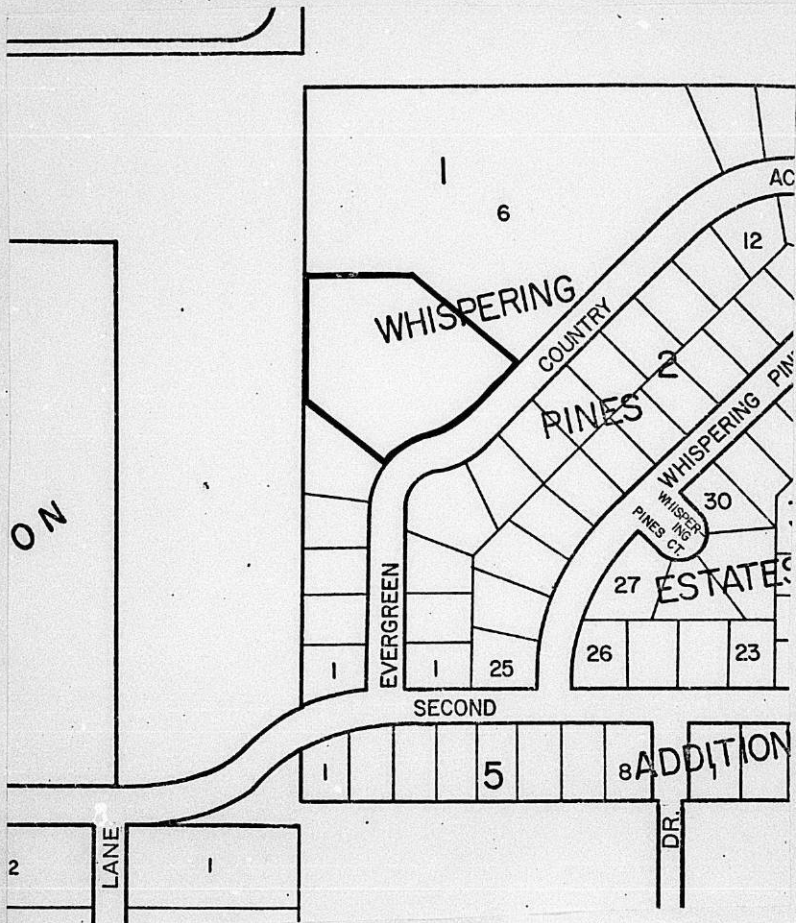 1
6
AC
12
WHISPERING
COUNTRY
2
PINES
WHISPERING PIN
30
WHISPER-
ING
PINES CT.
ON
27
ESTATES
EVERGREEN
1
1
25
26
23
SECOND
1
5
8
ADDITION
1
DR.
LANE
2
1